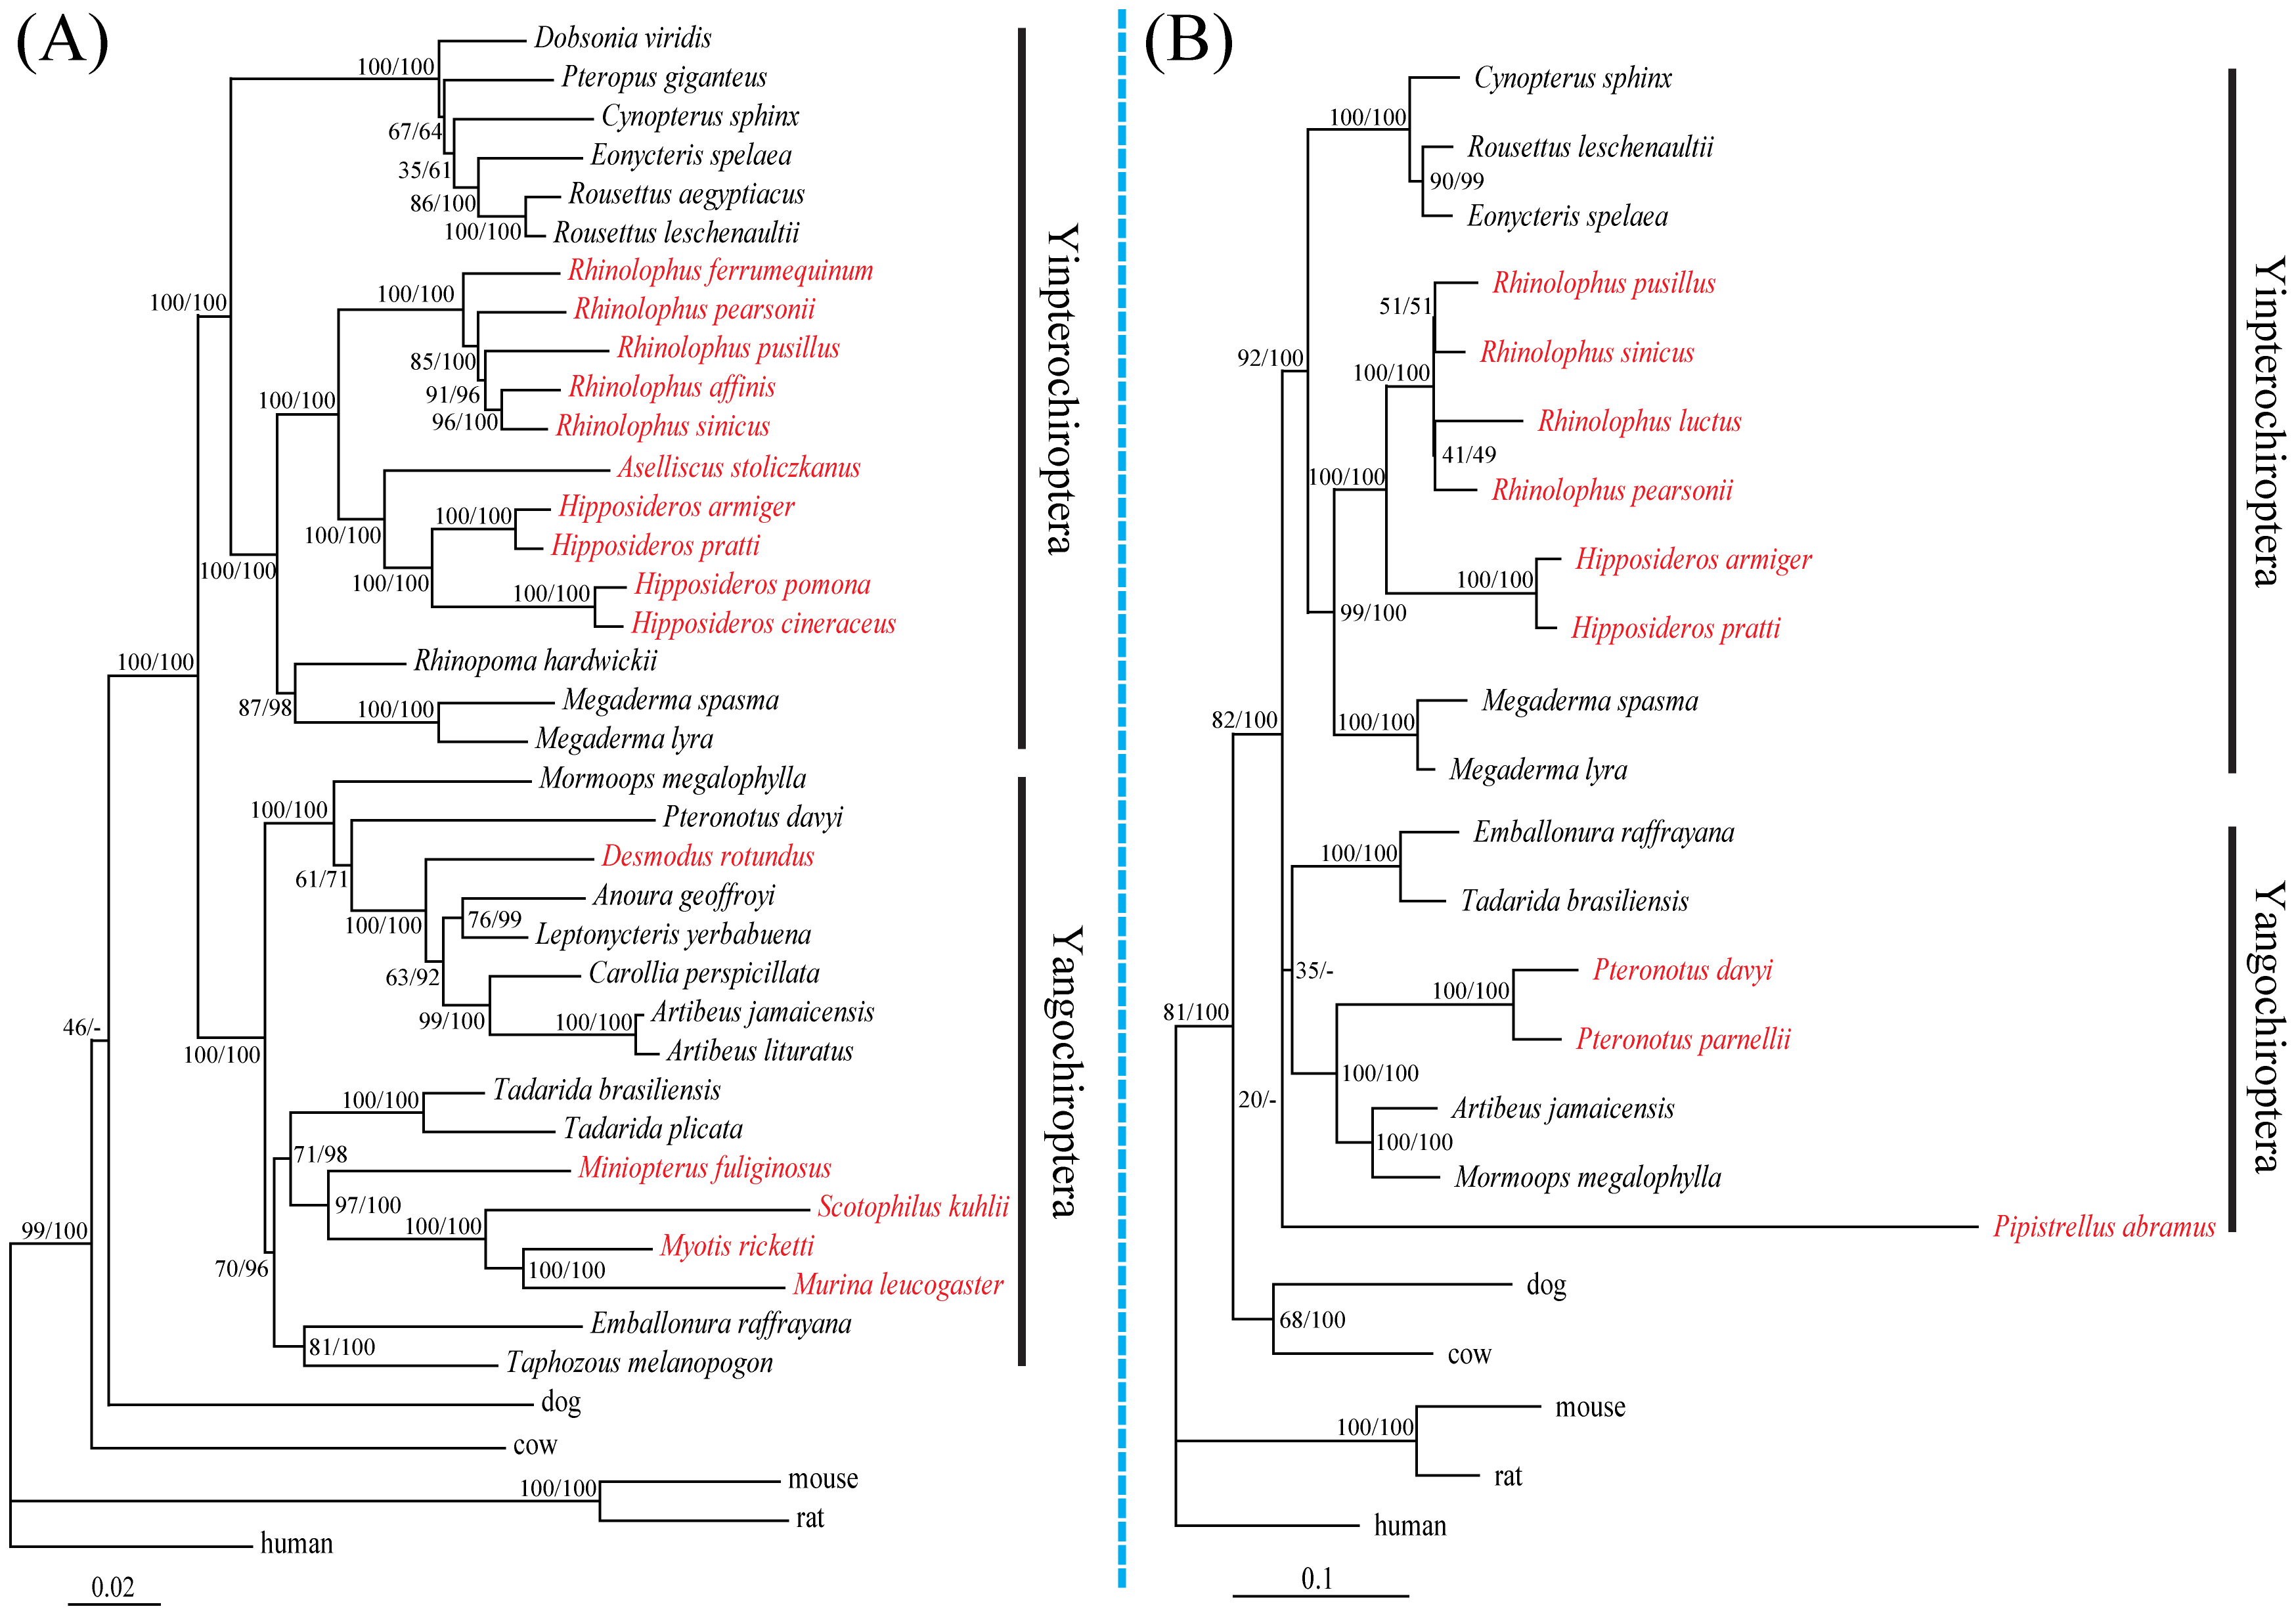 (A)
Dobsonia viridis
100/100
Pteropus giganteus
Cynopterus sphinx
67/64
Eonycteris spelaea
35/61
Rousettus aegyptiacus
86/100
Rousettus leschenaultii
100/100
Rhinolophus ferrumequinum
100/100
100/100
Rhinolophus pearsonii
Rhinolophus pusillus
85/100
Rhinolophus affinis
91/96
100/100
Rhinolophus sinicus
96/100
Aselliscus stoliczkanus
Hipposideros armiger
100/100
100/100
Hipposideros pratti
100/100
100/100
Hipposideros pomona
100/100
Hipposideros cineraceus
Rhinopoma hardwickii
100/100
Megaderma spasma
87/98
100/100
Megaderma lyra
Yinpterochiroptera
Mormoops megalophylla
100/100
Pteronotus davyi
Desmodus rotundus
61/71
Anoura geoffroyi
76/99
100/100
Leptonycteris yerbabuena
Carollia perspicillata
63/92
Artibeus jamaicensis
99/100
100/100
46/-
Artibeus lituratus
100/100
Tadarida brasiliensis
100/100
Tadarida plicata
71/98
Miniopterus fuliginosus
97/100
Scotophilus kuhlii
100/100
99/100
Myotis ricketti
70/96
100/100
Murina leucogaster
Emballonura raffrayana
81/100
Taphozous melanopogon
Yangochiroptera
dog
cow
mouse
100/100
rat
human
0.02
(B)
Cynopterus sphinx
100/100
Rousettus leschenaultii
90/99
Eonycteris spelaea
Rhinolophus pusillus
51/51
Rhinolophus sinicus
92/100
100/100
Rhinolophus luctus
41/49
100/100
Rhinolophus pearsonii
Hipposideros armiger
100/100
99/100
Hipposideros pratti
Megaderma spasma
82/100
100/100
Megaderma lyra
Yinpterochiroptera
Emballonura raffrayana
100/100
Tadarida brasiliensis
35/-
Pteronotus davyi
100/100
81/100
Pteronotus parnellii
100/100
20/-
Artibeus jamaicensis
100/100
Mormoops megalophylla
Pipistrellus abramus
Yangochiroptera
dog
68/100
cow
mouse
100/100
rat
human
0.1